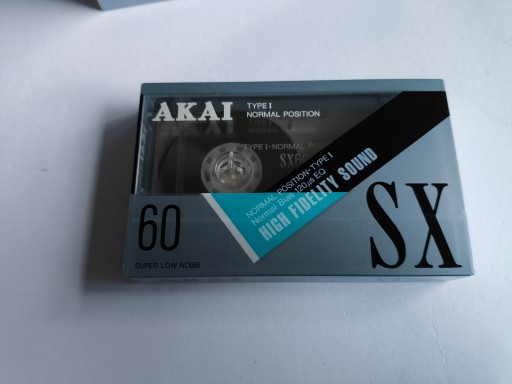 AKAI
TYPE I
NORMAL POSITION
TYPE I·NORMAL POS
SX60
NORMAL POSITION·TYPE I
Normal Bias 120µs EQ
HIGH FIDELITY SOUND
60
SUPER LOW NOISE
SX